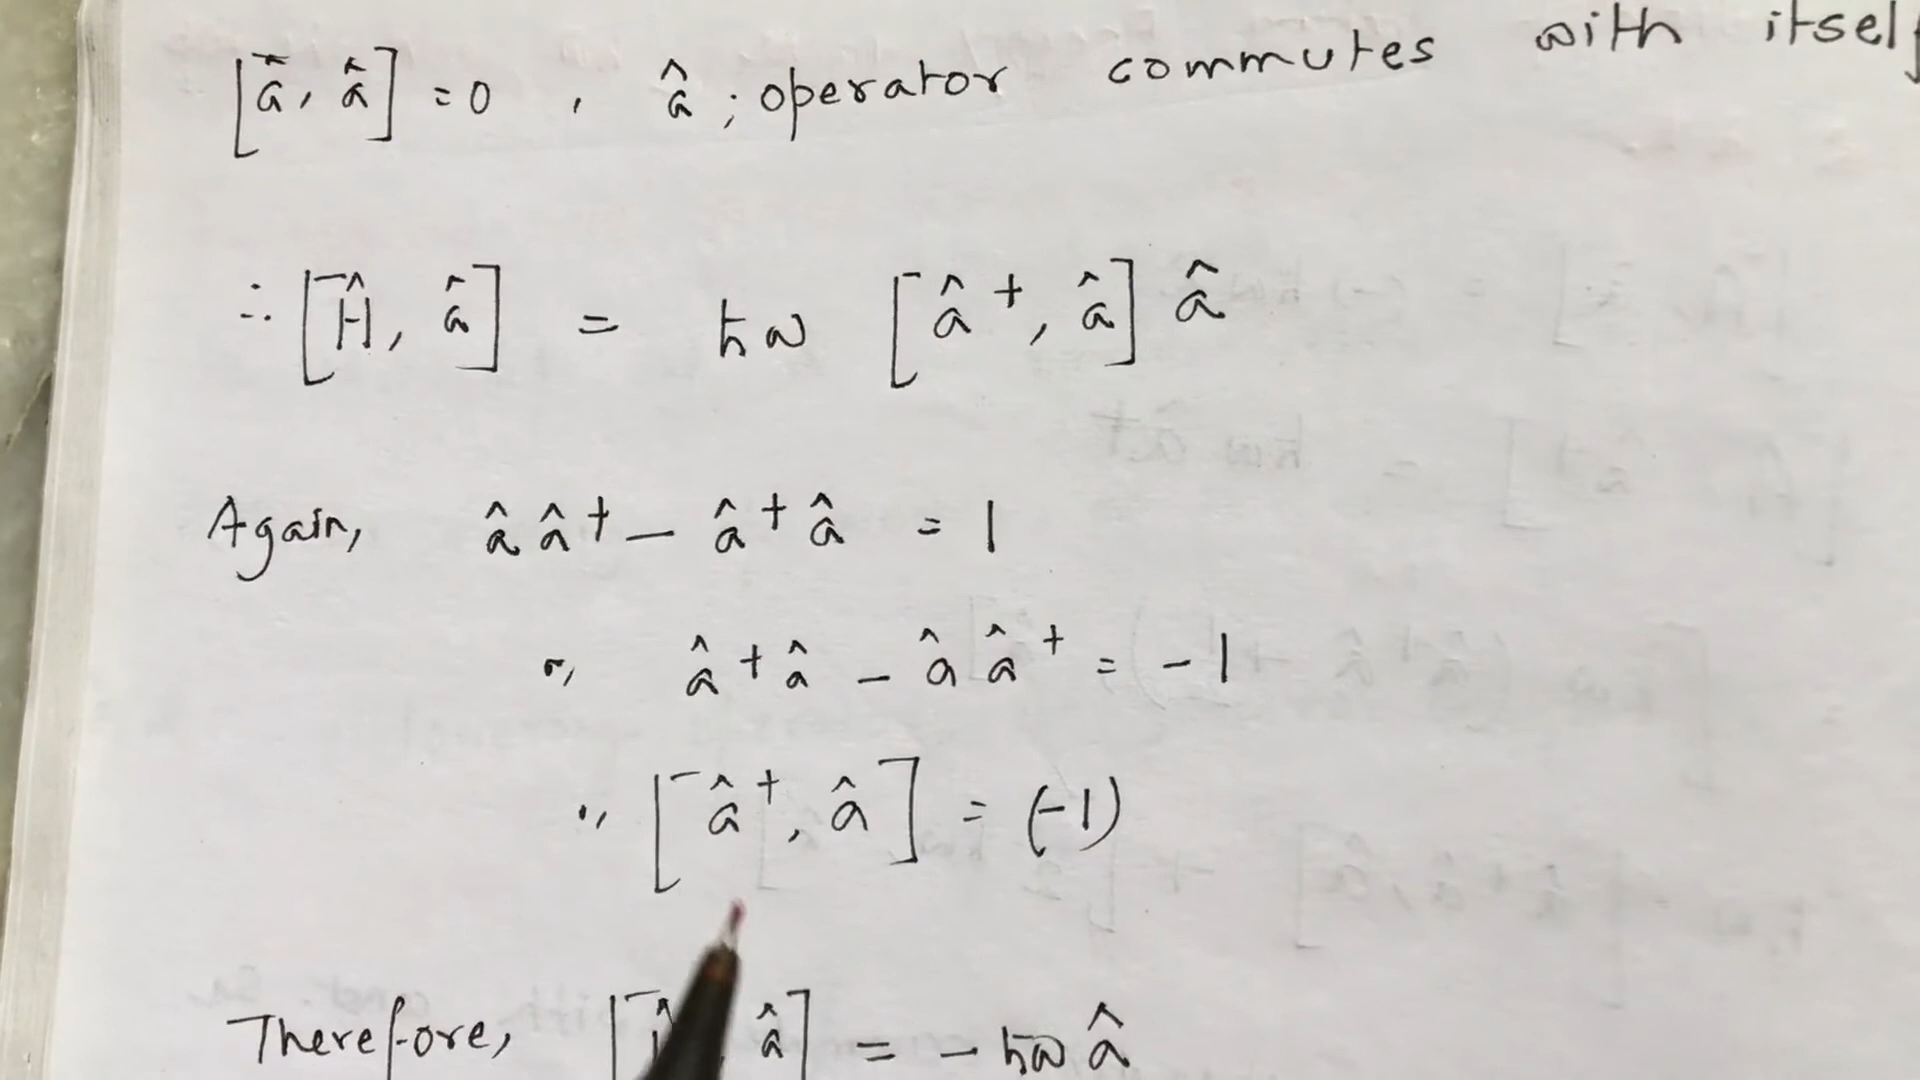 [â, â] = 0 , â ; operator commutes with itself
∴ [Ĥ, â] = ħω [â⁺, â] â
Again, â â⁺ − â⁺ â = 1
or, â⁺ â − â â⁺ = −1
or, [â⁺, â] = (−1)
Therefore, [ , â] = − ħω â